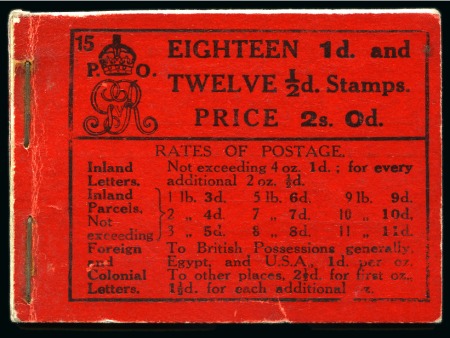 15
P. O.
GR
EIGHTEEN 1d. and
TWELVE ½d. Stamps.
PRICE 2s. 0d.
RATES OF POSTAGE.
Inland Letters. Not exceeding 4 oz. 1d.; for every additional 2 oz. ½d.
Inland Parcels. Not exceeding
1 lb. 3d. 5 lb. 6d. 9 lb. 9d.
2 „ 4d. 7 „ 7d. 10 „ 10d.
3 „ 5d. 8 „ 8d. 11 „ 11d.
Foreign and Colonial Letters.
To British Possessions generally,
Egypt, and U.S.A., 1d. per oz.
To other places, 2½d. for first oz.,
1½d. for each additional oz.